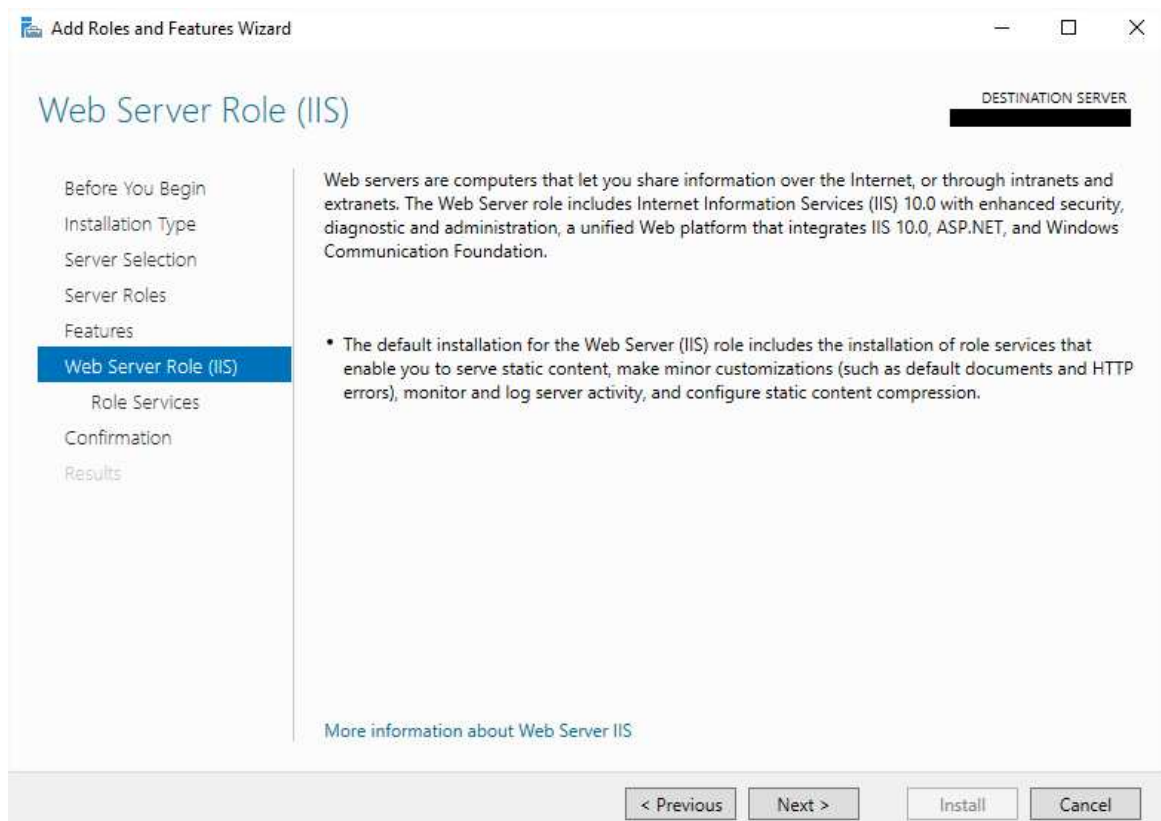 Add Roles and Features Wizard
Web Server Role (IIS)
DESTINATION SERVER
Before You Begin
Installation Type
Server Selection
Server Roles
Features
Web Server Role (IIS)
Role Services
Confirmation
Results
Web servers are computers that let you share information over the Internet, or through intranets and
extranets. The Web Server role includes Internet Information Services (IIS) 10.0 with enhanced security,
diagnostic and administration, a unified Web platform that integrates IIS 10.0, ASP.NET, and Windows
Communication Foundation.
• The default installation for the Web Server (IIS) role includes the installation of role services that
enable you to serve static content, make minor customizations (such as default documents and HTTP
errors), monitor and log server activity, and configure static content compression.
More information about Web Server IIS
< Previous
Next >
Install
Cancel